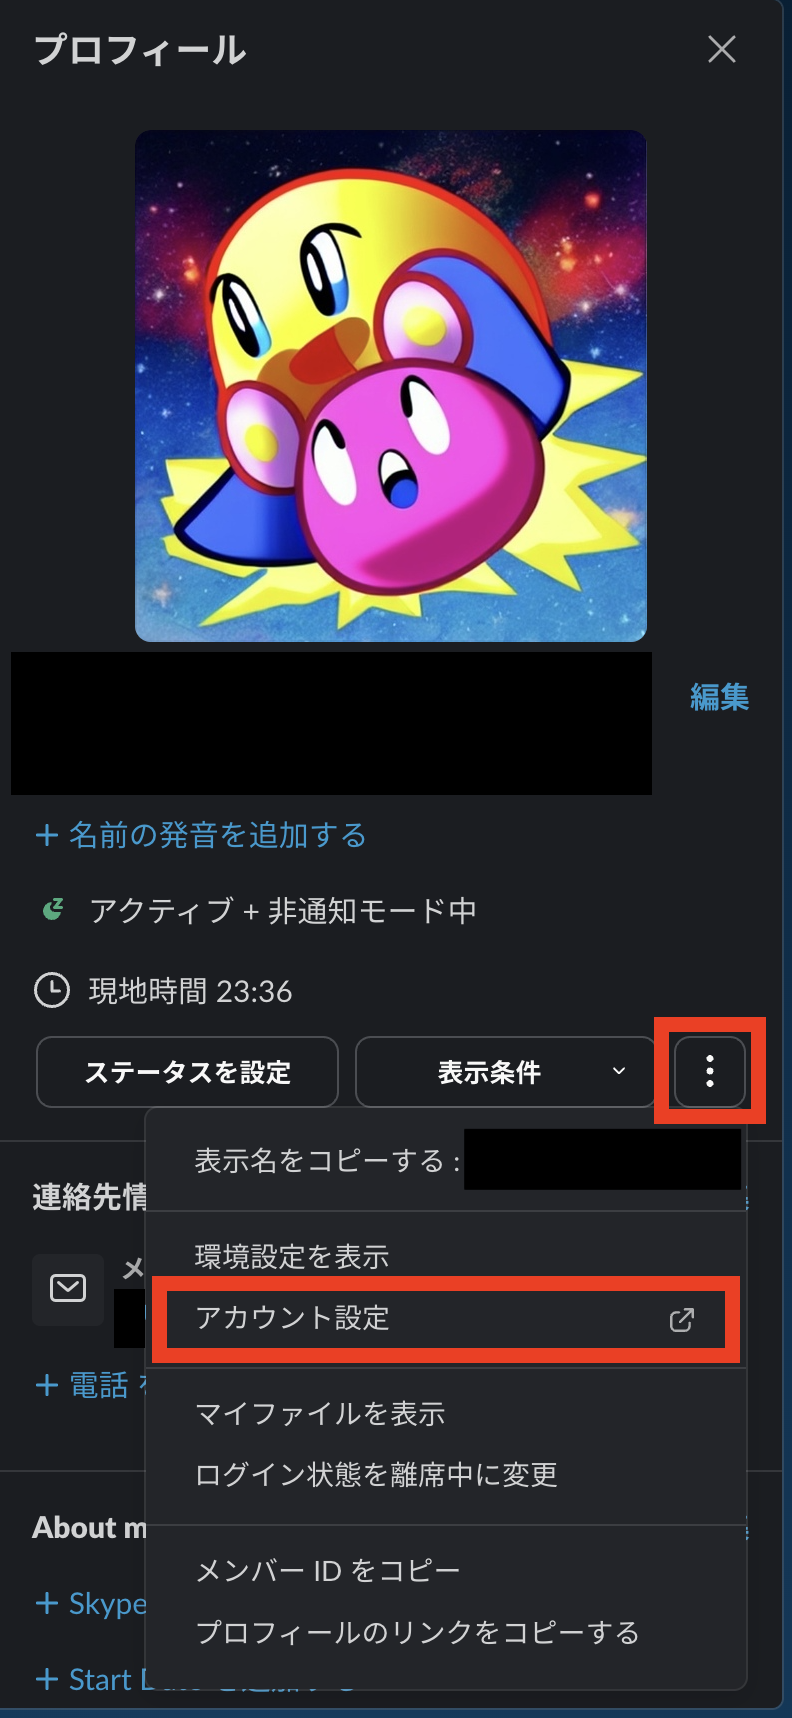 プロフィール
編集
+ 名前の発音を追加する
アクティブ + 非通知モード中
現地時間 23:36
ステータスを設定
表示条件
表示名をコピーする :
連絡先情
環境設定を表示
メ
アカウント設定
+ 電話
マイファイルを表示
ログイン状態を離席中に変更
About m
メンバー ID をコピー
+ Skype
プロフィールのリンクをコピーする
+ Start